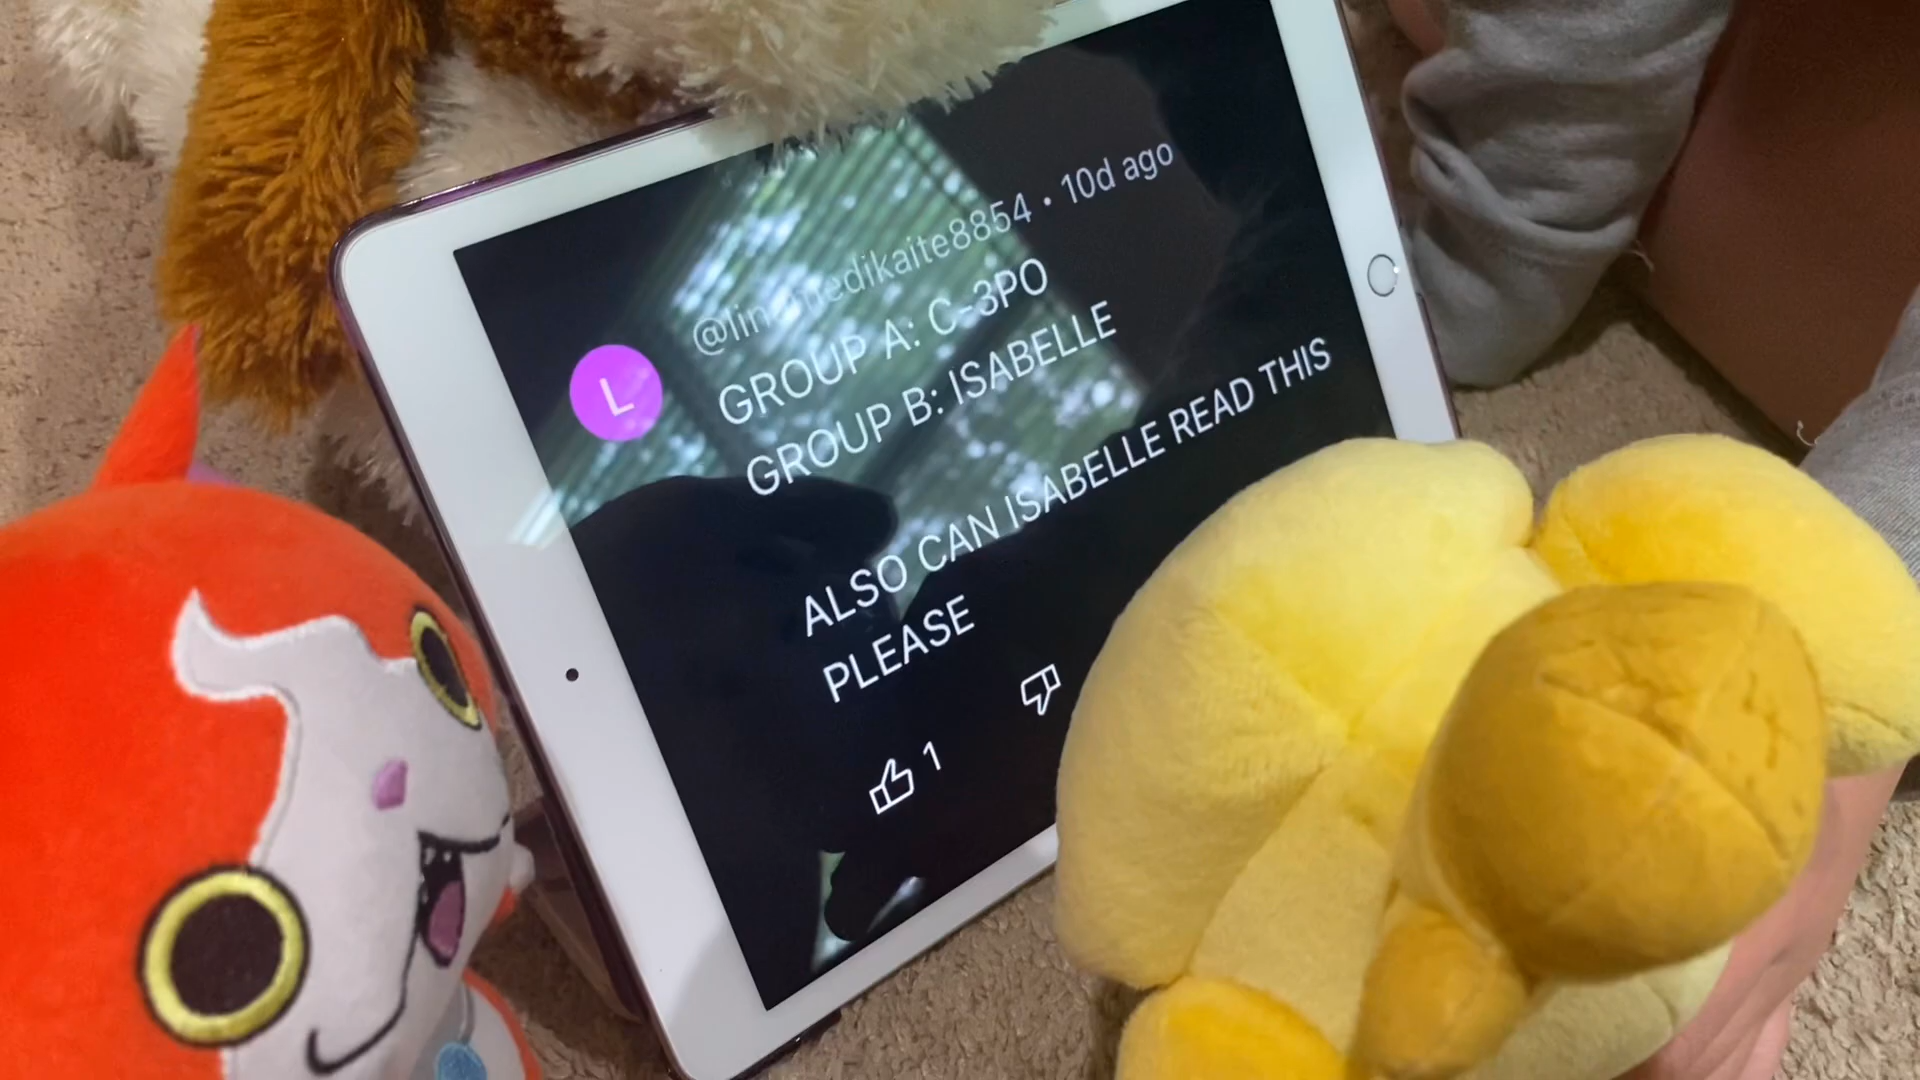 10d ago
GROUP A: C-3PO
GROUP B: ISABELLE
ALSO CAN ISABELLE READ THIS
PLEASE
1
L